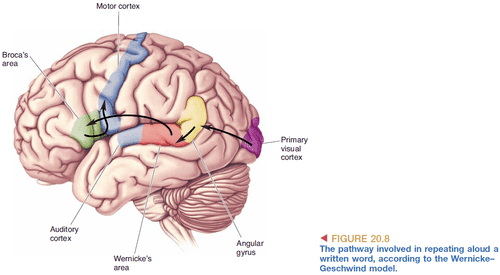 Motor cortex
Broca's
area
Primary
visual
cortex
Auditory
cortex
Angular
gyrus
Wernicke's
area
◄ FIGURE 20.8
The pathway involved in repeating aloud a
written word, according to the Wernicke–
Geschwind model.